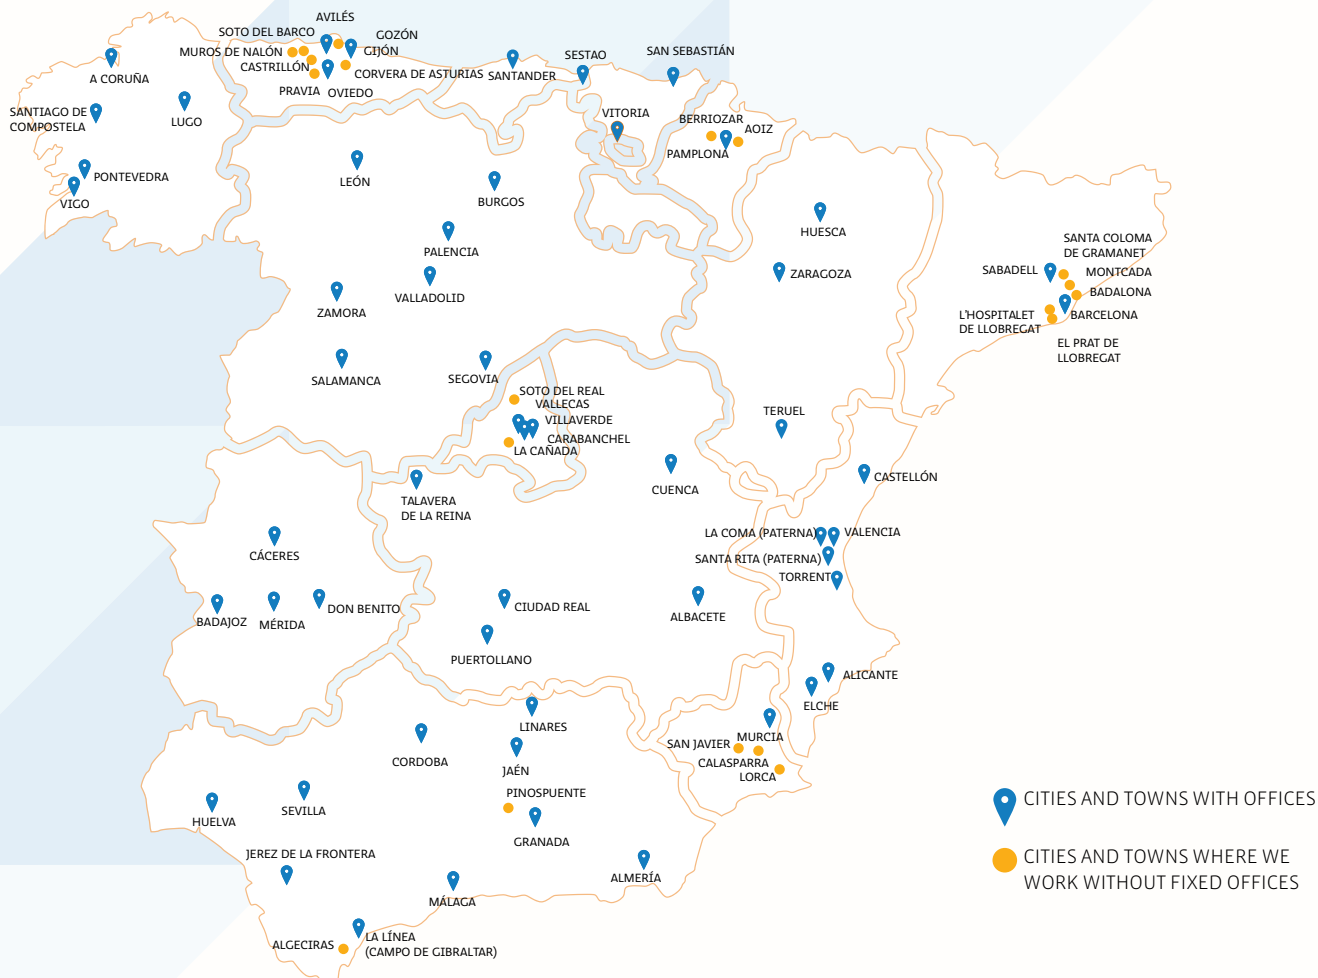 AVILÉS
SOTO DEL BARCO
GOZÓN
MUROS DE NALÓN
GIJÓN
CASTRILLÓN
CORVERA DE ASTURIAS
PRAVIA
OVIEDO
A CORUÑA
SANTIAGO DE
COMPOSTELA
LUGO
PONTEVEDRA
VIGO
SANTANDER
SESTAO
SAN SEBASTIÁN
VITORIA
BERRIOZAR
AOIZ
PAMPLONA
LEÓN
BURGOS
PALENCIA
VALLADOLID
ZAMORA
SALAMANCA
SEGOVIA
HUESCA
ZARAGOZA
TERUEL
SANTA COLOMA
DE GRAMANET
SABADELL
MONTCADA
BADALONA
L'HOSPITALET
DE LLOBREGAT
BARCELONA
EL PRAT DE
LLOBREGAT
SOTO DEL REAL
VALLECAS
VILLAVERDE
CARABANCHEL
LA CAÑADA
TALAVERA
DE LA REINA
CUENCA
CASTELLÓN
LA COMA (PATERNA)
VALENCIA
SANTA RITA (PATERNA)
TORRENT
CÁCERES
BADAJOZ
MÉRIDA
DON BENITO
CIUDAD REAL
PUERTOLLANO
ALBACETE
ALICANTE
ELCHE
MURCIA
SAN JAVIER
CALASPARRA
LORCA
LINARES
CORDOBA
JAÉN
PINOSPUENTE
GRANADA
SEVILLA
HUELVA
JEREZ DE LA FRONTERA
MÁLAGA
ALMERÍA
ALGECIRAS
LA LÍNEA
(CAMPO DE GIBRALTAR)
CITIES AND TOWNS WITH OFFICES
CITIES AND TOWNS WHERE WE
WORK WITHOUT FIXED OFFICES